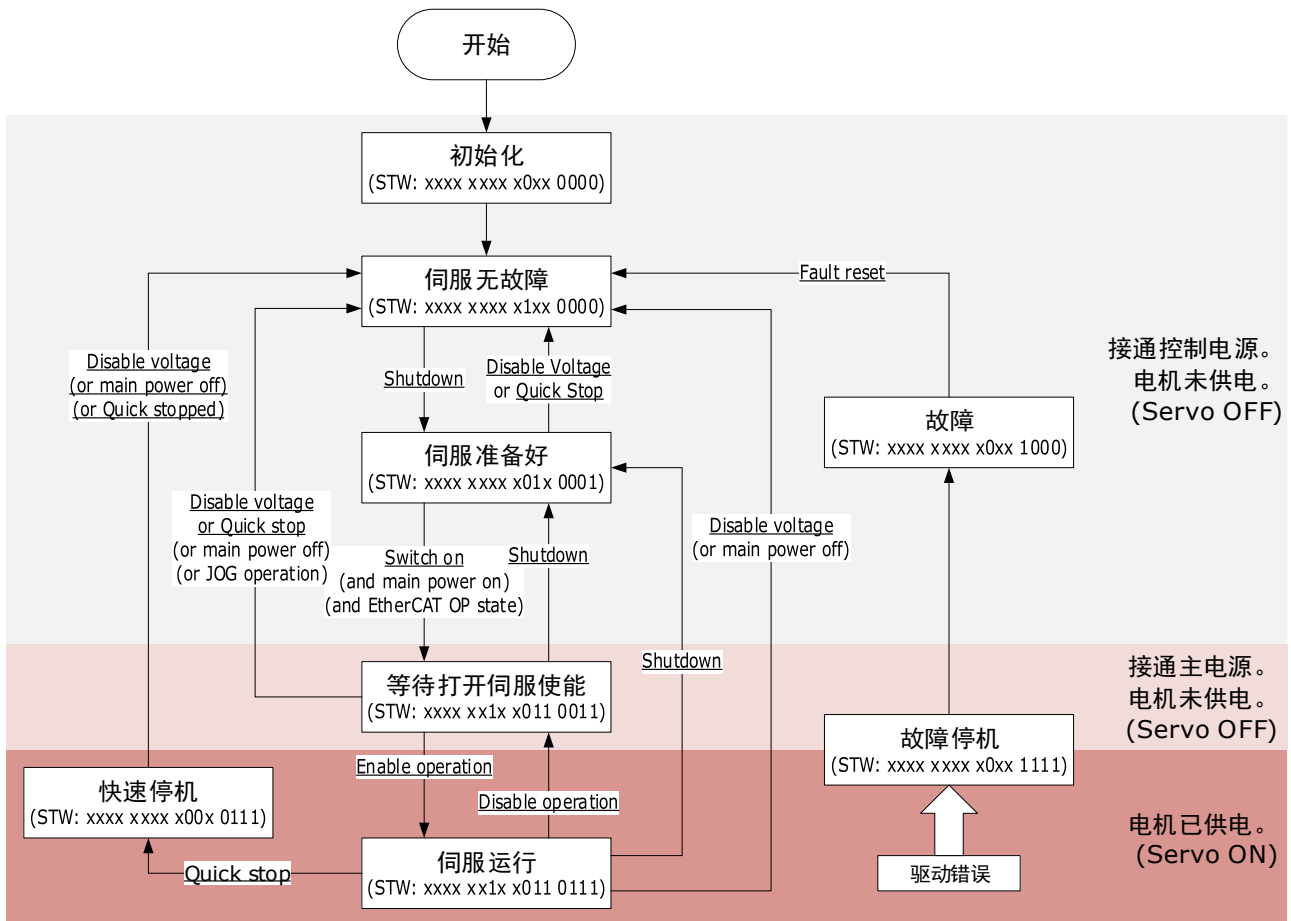 开始
初始化
(STW: xxxx xxxx x0xx 0000)
伺服无故障
(STW: xxxx xxxx x1xx 0000)
Fault reset
Disable voltage
(or main power off)
(or Quick stopped)
Shutdown
Disable Voltage
or Quick Stop
接通控制电源。
电机未供电。
(Servo OFF)
故障
(STW: xxxx xxxx x0xx 1000)
伺服准备好
(STW: xxxx xxxx x01x 0001)
Disable voltage
or Quick stop
(or main power off)
(or JOG operation)
Switch on
(and main power on)
(and EtherCAT OP state)
Shutdown
Disable voltage
(or main power off)
Shutdown
等待打开伺服使能
(STW: xxxx xx1x x011 0011)
接通主电源。
电机未供电。
(Servo OFF)
故障停机
(STW: xxxx xxxx x0xx 1111)
Enable operation
Disable operation
快速停机
(STW: xxxx xxxx x00x 0111)
Quick stop
伺服运行
(STW: xxxx xx1x x011 0111)
驱动错误
电机已供电。
(Servo ON)